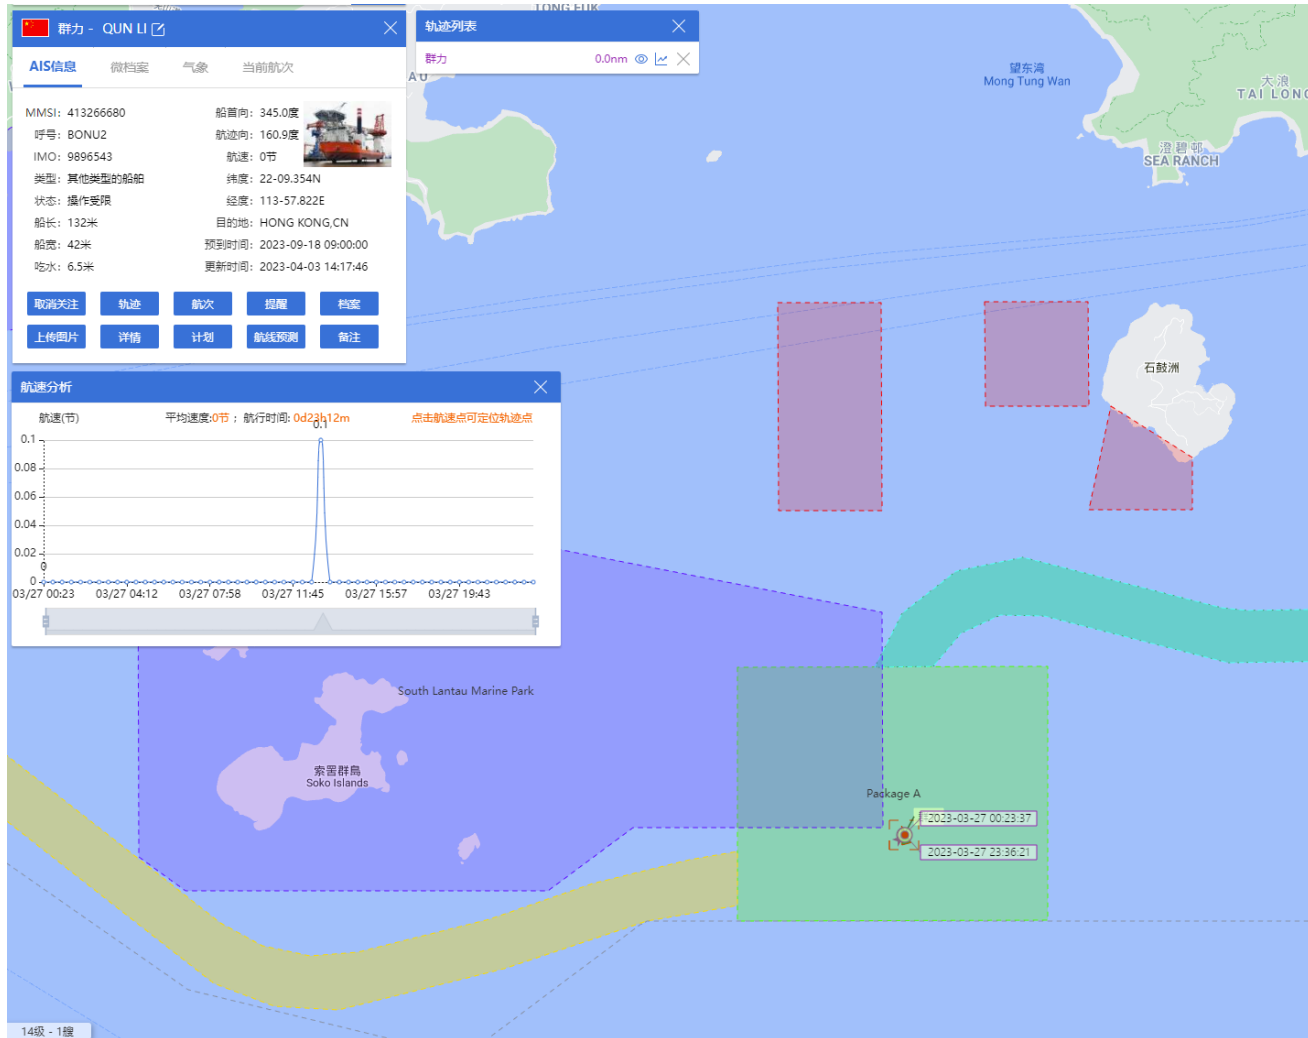 群力 - QUN LI
AIS信息 微档案 气象 当前航次
MMSI: 413266680 船首向: 345.0度
呼号: BONU2 航迹向: 160.9度
IMO: 9896543 航速: 0节
类型: 其他类型的船舶 纬度: 22-09.354N
状态: 操作受限 经度: 113-57.822E
船长: 132米 目的地: HONG KONG,CN
船宽: 42米 预到时间: 2023-09-18 09:00:00
吃水: 6.5米 更新时间: 2023-04-03 14:17:46
取消关注 轨迹 航次 提醒 档案
上传图片 详情 计划 航线预测 备注
轨迹列表
群力 0.0nm
航速分析
航速(节) 平均速度:0节 ; 航行时间: 0d23h12m 点击航速点可定位轨迹点
0.1
0.1
0.08
0.06
0.04
0.02
0
0
03/27 00:23 03/27 04:12 03/27 07:58 03/27 11:45 03/27 15:57 03/27 19:43
望东湾
Mong Tung Wan
大浪
TAI LONG
澄碧邨
SEA RANCH
石鼓洲
South Lantau Marine Park
索罟群島
Soko Islands
Package A
2023-03-27 00:23:37
2023-03-27 23:36:21
14级 - 1艘